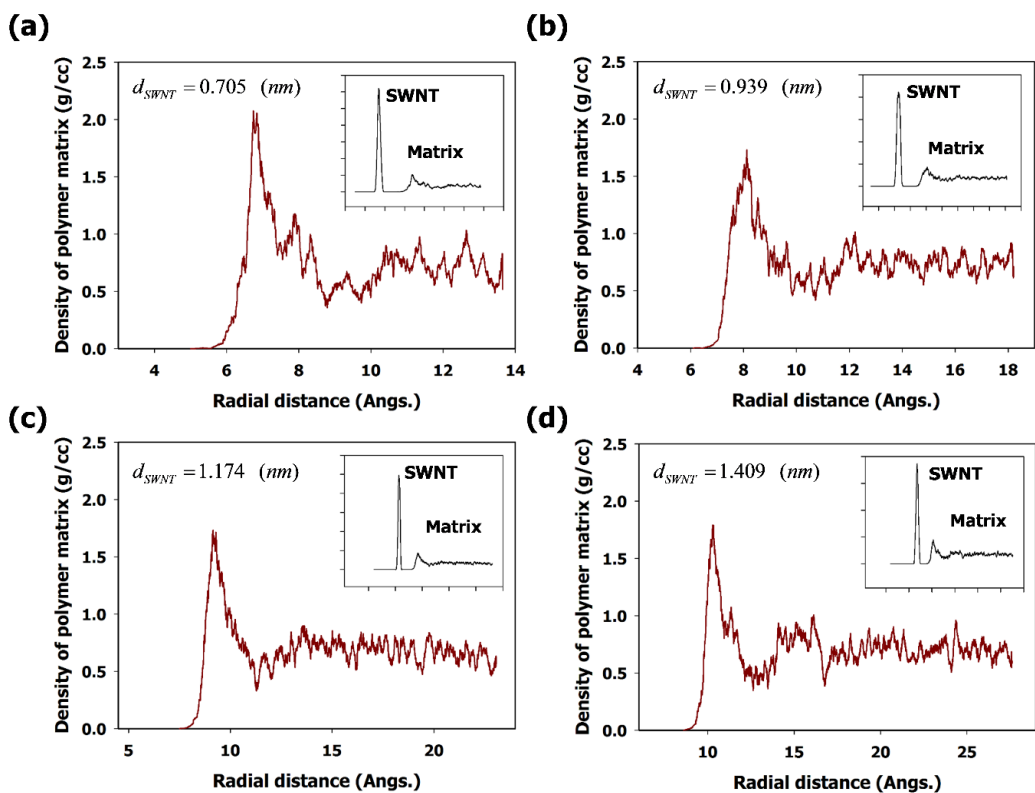 (a)
Density of polymer matrix (g/cc)
2.5
2.0
1.5
1.0
0.5
0.0
d_SWNT = 0.705 (nm)
SWNT
Matrix
4 6 8 10 12 14
Radial distance (Angs.)
(b)
Density of polymer matrix (g/cc)
2.5
2.0
1.5
1.0
0.5
0.0
d_SWNT = 0.939 (nm)
SWNT
Matrix
4 6 8 10 12 14 16 18
Radial distance (Angs.)
(c)
Density of polymer matrix (g/cc)
2.5
2.0
1.5
1.0
0.5
0.0
d_SWNT = 1.174 (nm)
SWNT
Matrix
5 10 15 20
Radial distance (Angs.)
(d)
Density of polymer matrix (g/cc)
2.5
2.0
1.5
1.0
0.5
0.0
d_SWNT = 1.409 (nm)
SWNT
Matrix
10 15 20 25
Radial distance (Angs.)